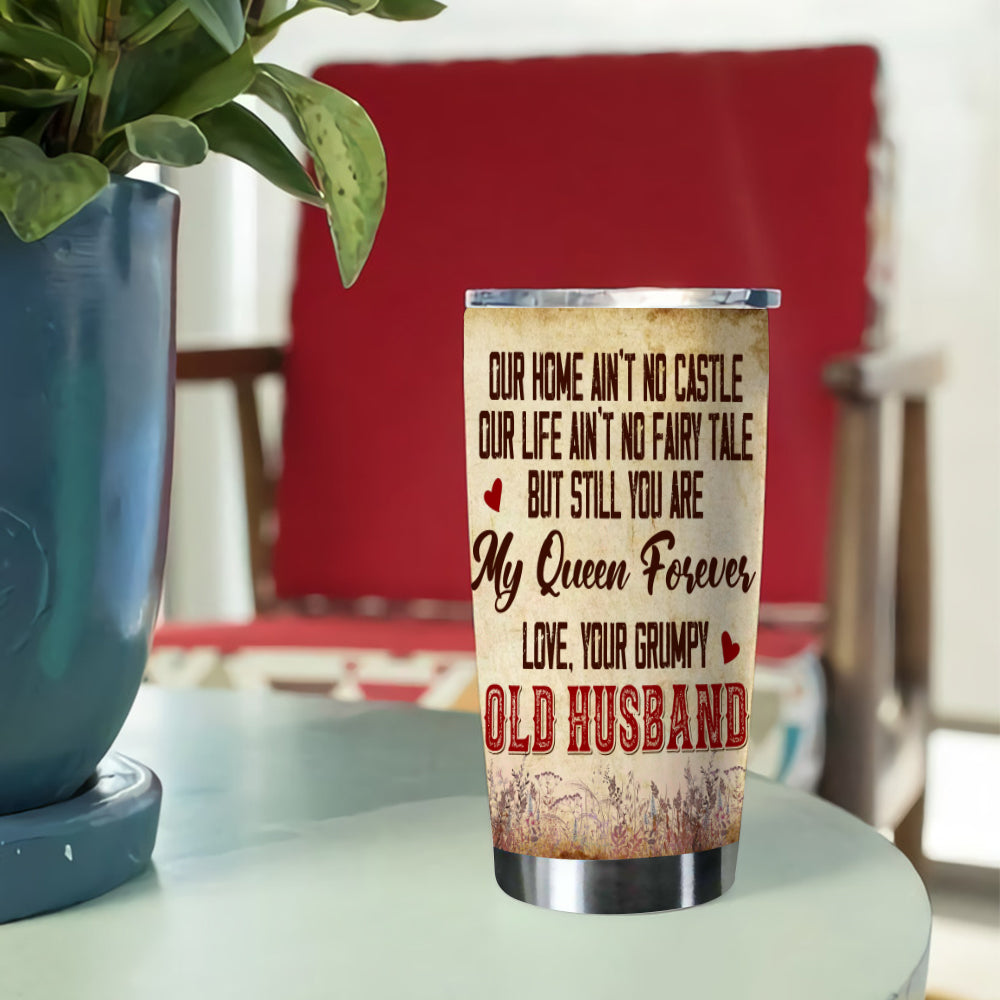 OUR HOME AIN'T NO CASTLE
OUR LIFE AIN'T NO FAIRY TALE
BUT STILL YOU ARE
My Queen Forever
LOVE, YOUR GRUMPY
OLD HUSBAND